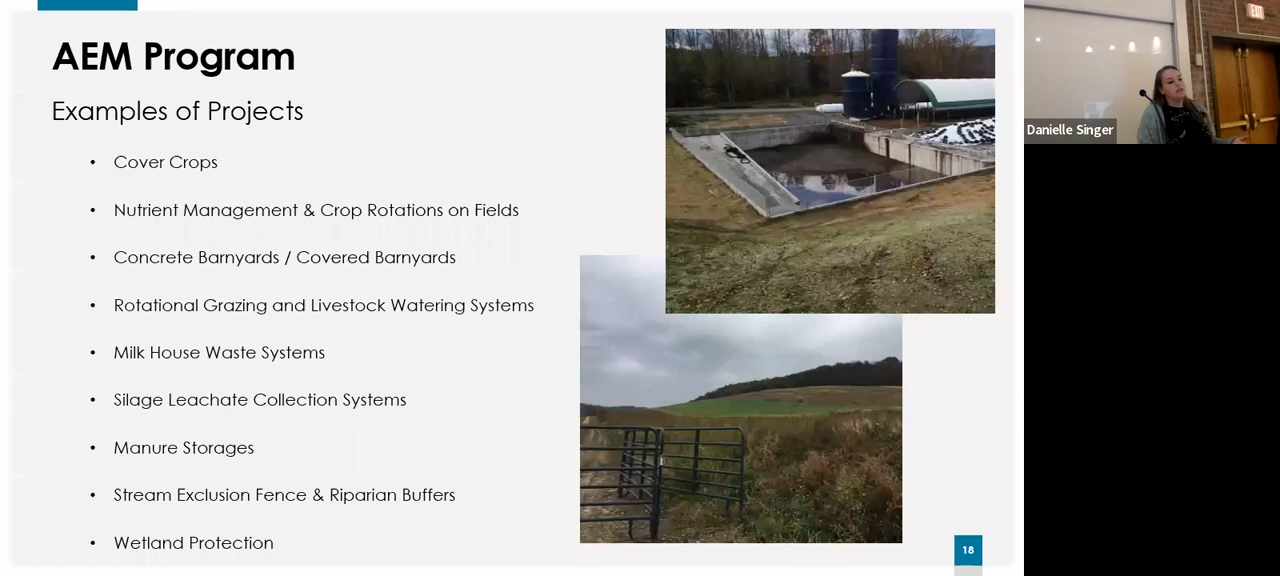 AEM Program
Examples of Projects
• Cover Crops
• Nutrient Management & Crop Rotations on Fields
• Concrete Barnyards / Covered Barnyards
• Rotational Grazing and Livestock Watering Systems
• Milk House Waste Systems
• Silage Leachate Collection Systems
• Manure Storages
• Stream Exclusion Fence & Riparian Buffers
• Wetland Protection
18
EXIT
Danielle Singer